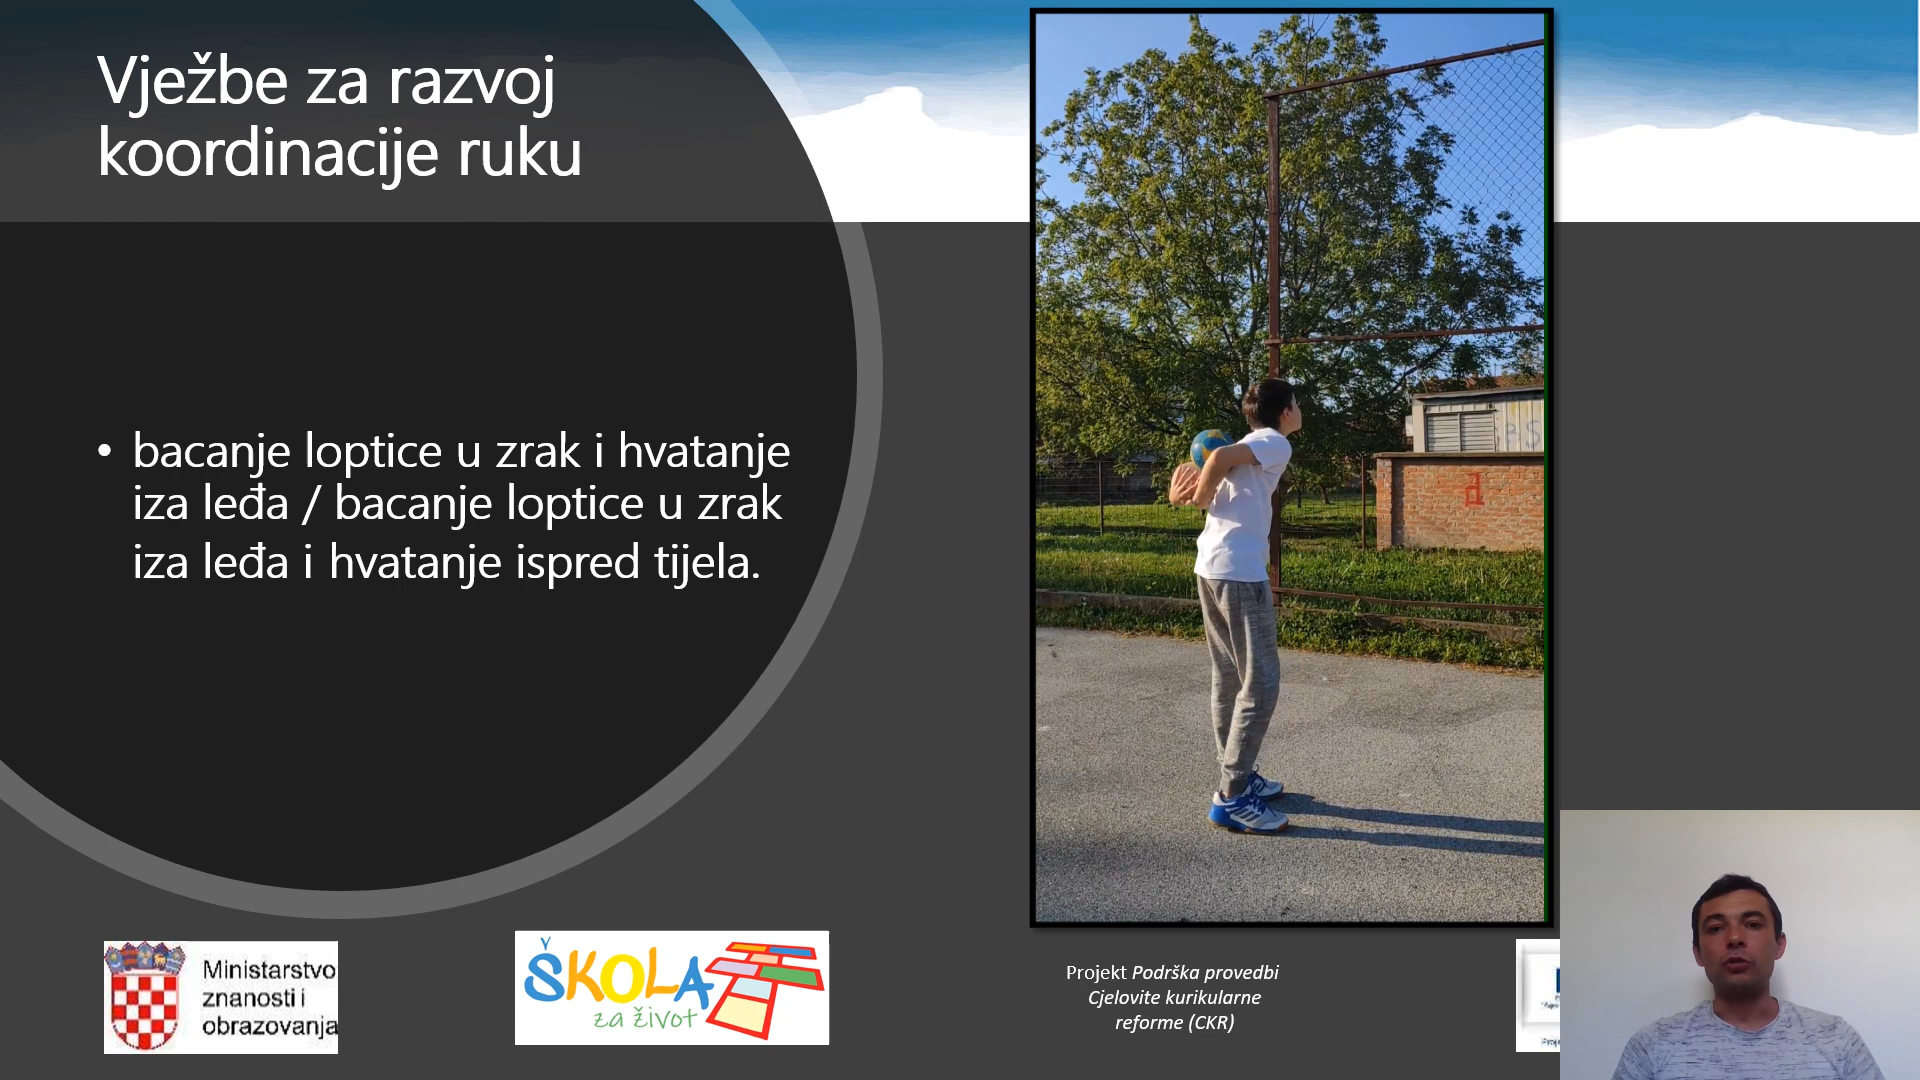 Vježbe za razvoj
koordinacije ruku
• bacanje loptice u zrak i hvatanje
iza leđa / bacanje loptice u zrak
iza leđa i hvatanje ispred tijela.
Ministarstvo
znanosti i
obrazovanja
ŠKOLA
za život
Projekt Podrška provedbi
Cjelovite kurikularne
reforme (CKR)